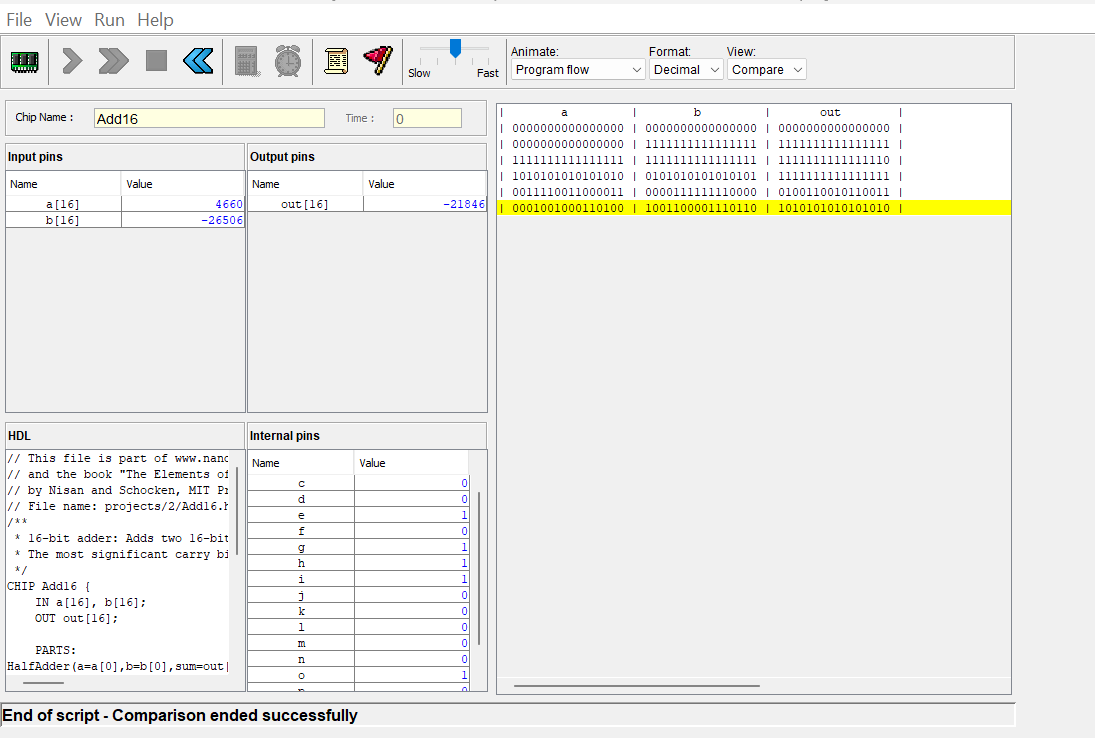 File View Run Help
Slow Fast
Animate: Format: View:
Program flow Decimal Compare
Chip Name : Add16 Time : 0
Input pins
Name Value
a[16] 4660
b[16] -26506
Output pins
Name Value
out[16] -21846
| a | b | out |
| 0000000000000000 | 0000000000000000 | 0000000000000000 |
| 0000000000000000 | 1111111111111111 | 1111111111111111 |
| 1111111111111111 | 1111111111111111 | 1111111111111110 |
| 1010101010101010 | 0101010101010101 | 1111111111111111 |
| 0011110011000011 | 0000111111110000 | 0100110010110011 |
| 0001001000110100 | 1001100001110110 | 1010101010101010 |
HDL
// This file is part of www.nand
// and the book "The Elements of
// by Nisan and Schocken, MIT Pr
// File name: projects/2/Add16.h
/**
* 16-bit adder: Adds two 16-bit
* The most significant carry bi
*/
CHIP Add16 {
IN a[16], b[16];
OUT out[16];
PARTS:
HalfAdder(a=a[0],b=b[0],sum=out[
Internal pins
Name Value
c 0
d 0
e 1
f 0
g 1
h 1
i 1
j 0
k 0
l 0
m 0
n 0
o 1
End of script - Comparison ended successfully